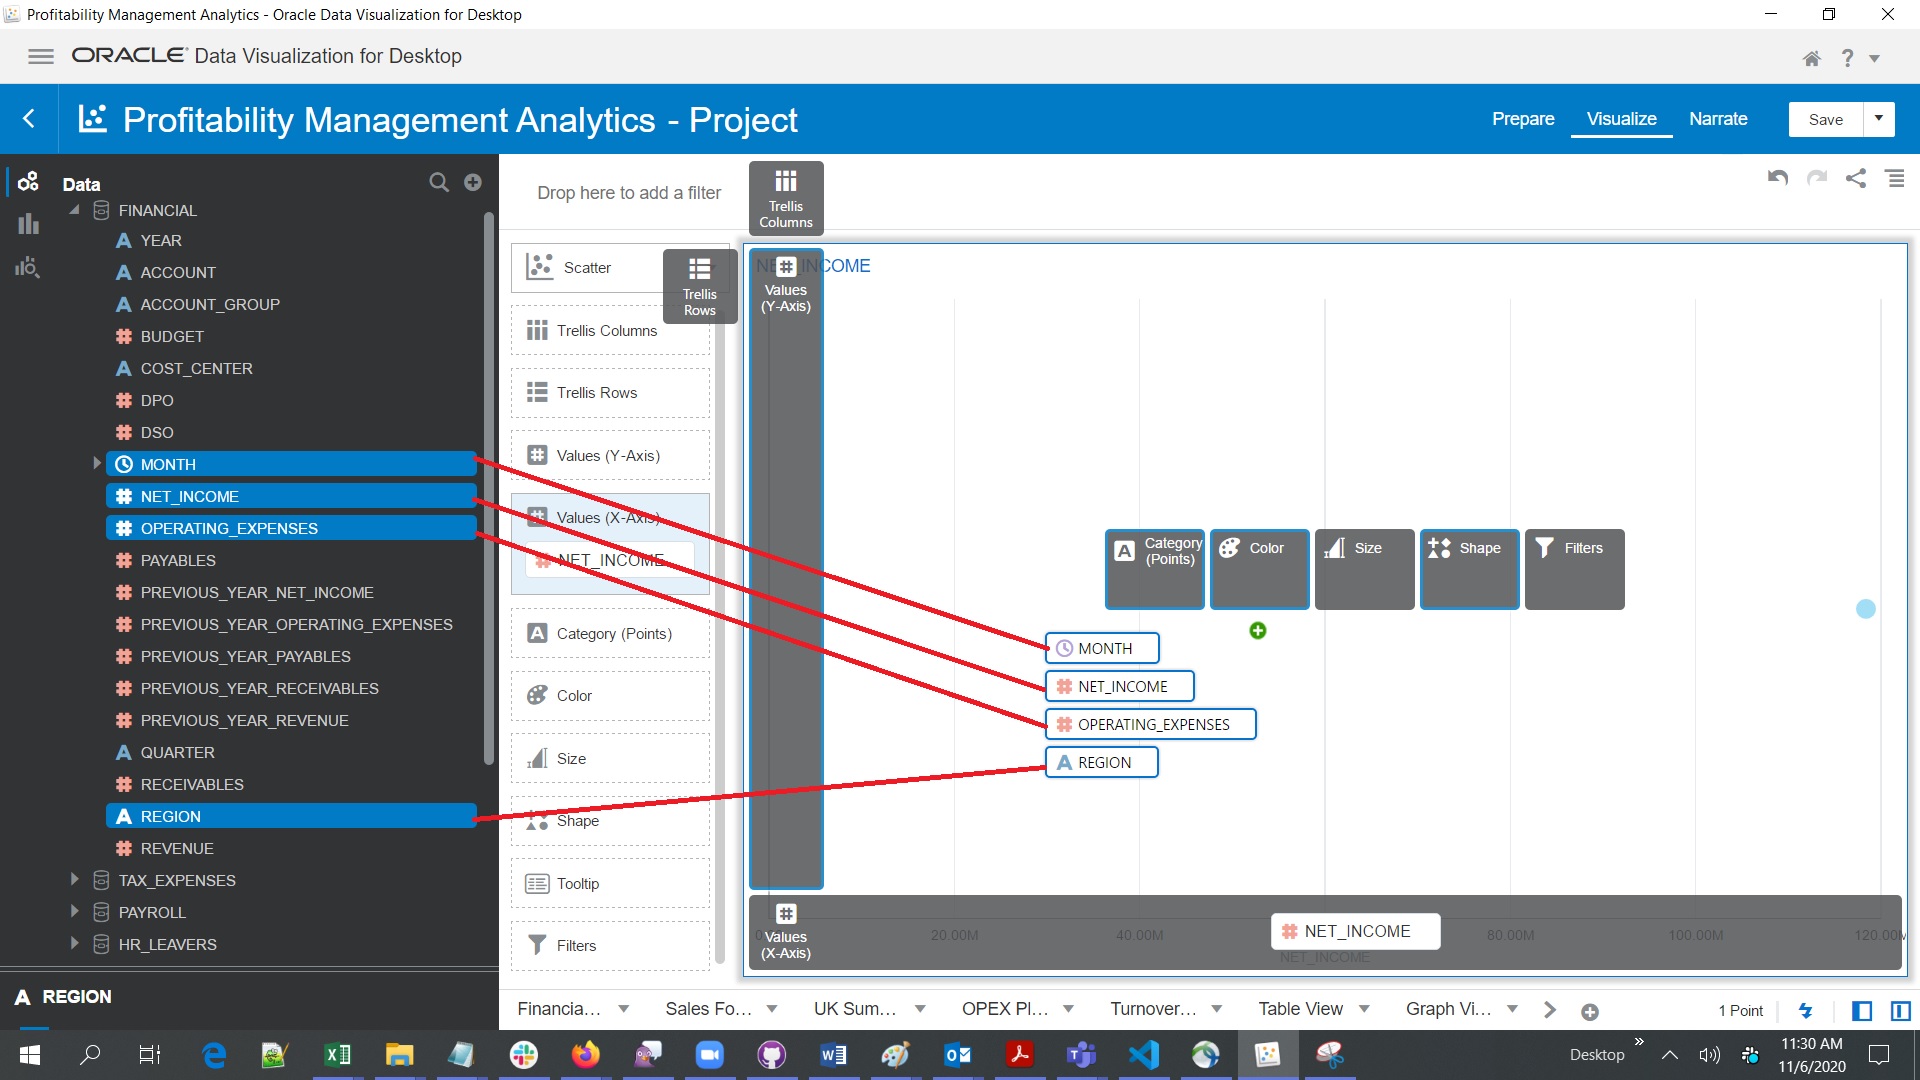 Profitability Management Analytics - Oracle Data Visualization for Desktop
ORACLE Data Visualization for Desktop
?
Profitability Management Analytics - Project
Prepare
Visualize
Narrate
Save
Data
FINANCIAL
A YEAR
A ACCOUNT
A ACCOUNT_GROUP
# BUDGET
A COST_CENTER
# DPO
# DSO
MONTH
# NET_INCOME
# OPERATING_EXPENSES
# PAYABLES
# PREVIOUS_YEAR_NET_INCOME
# PREVIOUS_YEAR_OPERATING_EXPENSES
# PREVIOUS_YEAR_PAYABLES
# PREVIOUS_YEAR_RECEIVABLES
# PREVIOUS_YEAR_REVENUE
A QUARTER
# RECEIVABLES
A REGION
# REVENUE
TAX_EXPENSES
PAYROLL
HR_LEAVERS
A REGION
Drop here to add a filter
Trellis
Columns
Scatter
Trellis
Rows
Trellis Columns
Trellis Rows
# Values (Y-Axis)
# Values (X-Axis)
# NET_INCOME
A Category (Points)
Color
Size
Shape
Tooltip
Filters
NET_INCOME
#
Values
(Y-Axis)
A Category
(Points)
Color
Size
Shape
Filters
MONTH
# NET_INCOME
# OPERATING_EXPENSES
A REGION
#
Values
(X-Axis)
20.00M
40.00M
# NET_INCOME
80.00M
100.00M
120.00M
NET_INCOME
Financia...
Sales Fo...
UK Sum...
OPEX Pl...
Turnover...
Table View
Graph Vi...
1 Point
Desktop
11:30 AM
11/6/2020